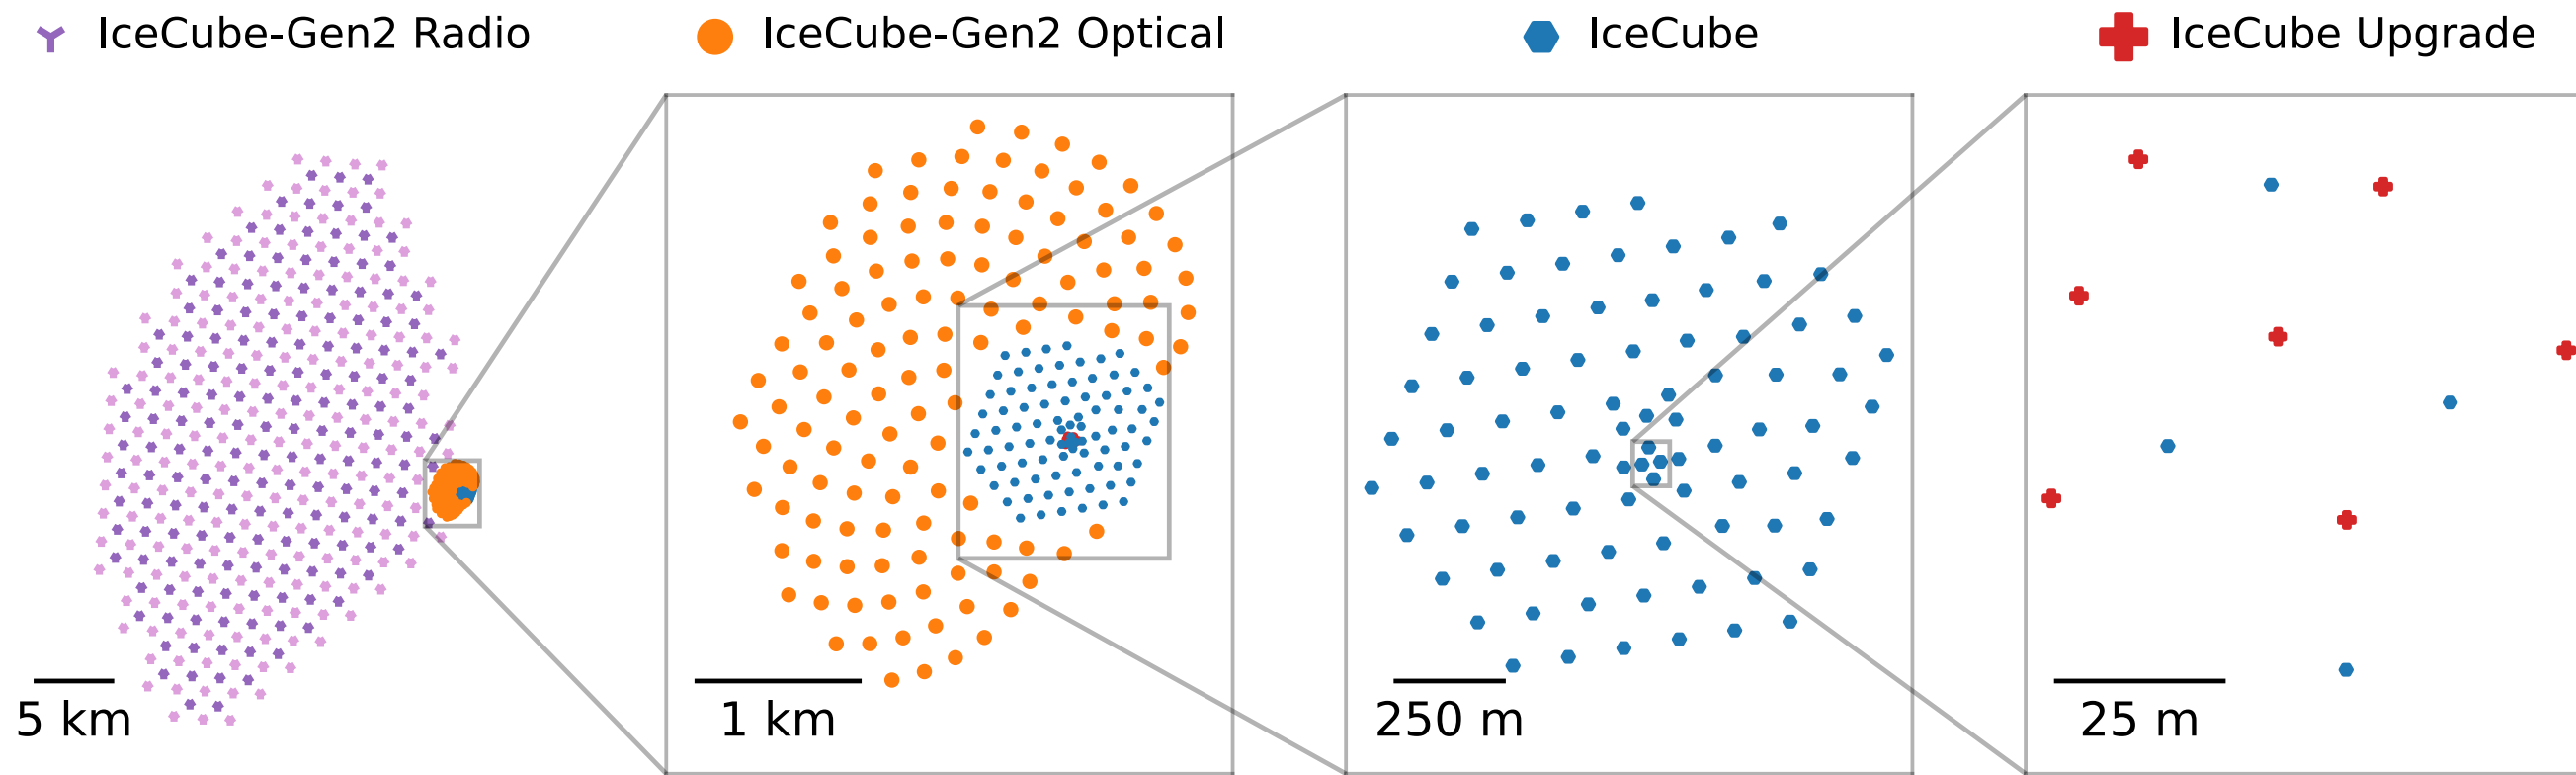 IceCube-Gen2 Radio
IceCube-Gen2 Optical
IceCube
IceCube Upgrade
5 km
1 km
250 m
25 m